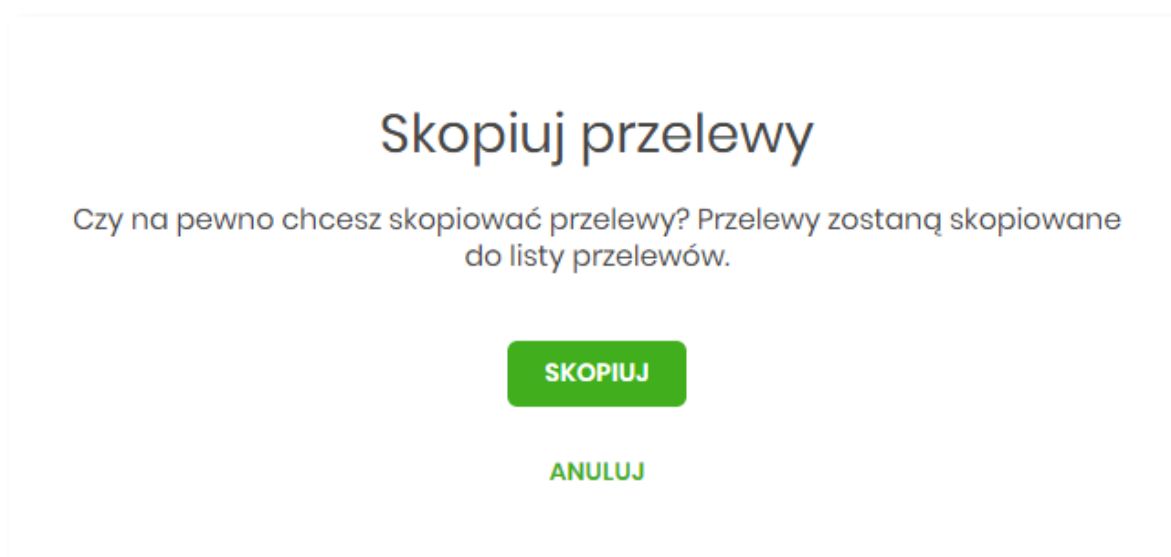 Skopiuj przelewy
Czy na pewno chcesz skopiować przelewy? Przelewy zostaną skopiowane
do listy przelewów.
SKOPIUJ
ANULUJ